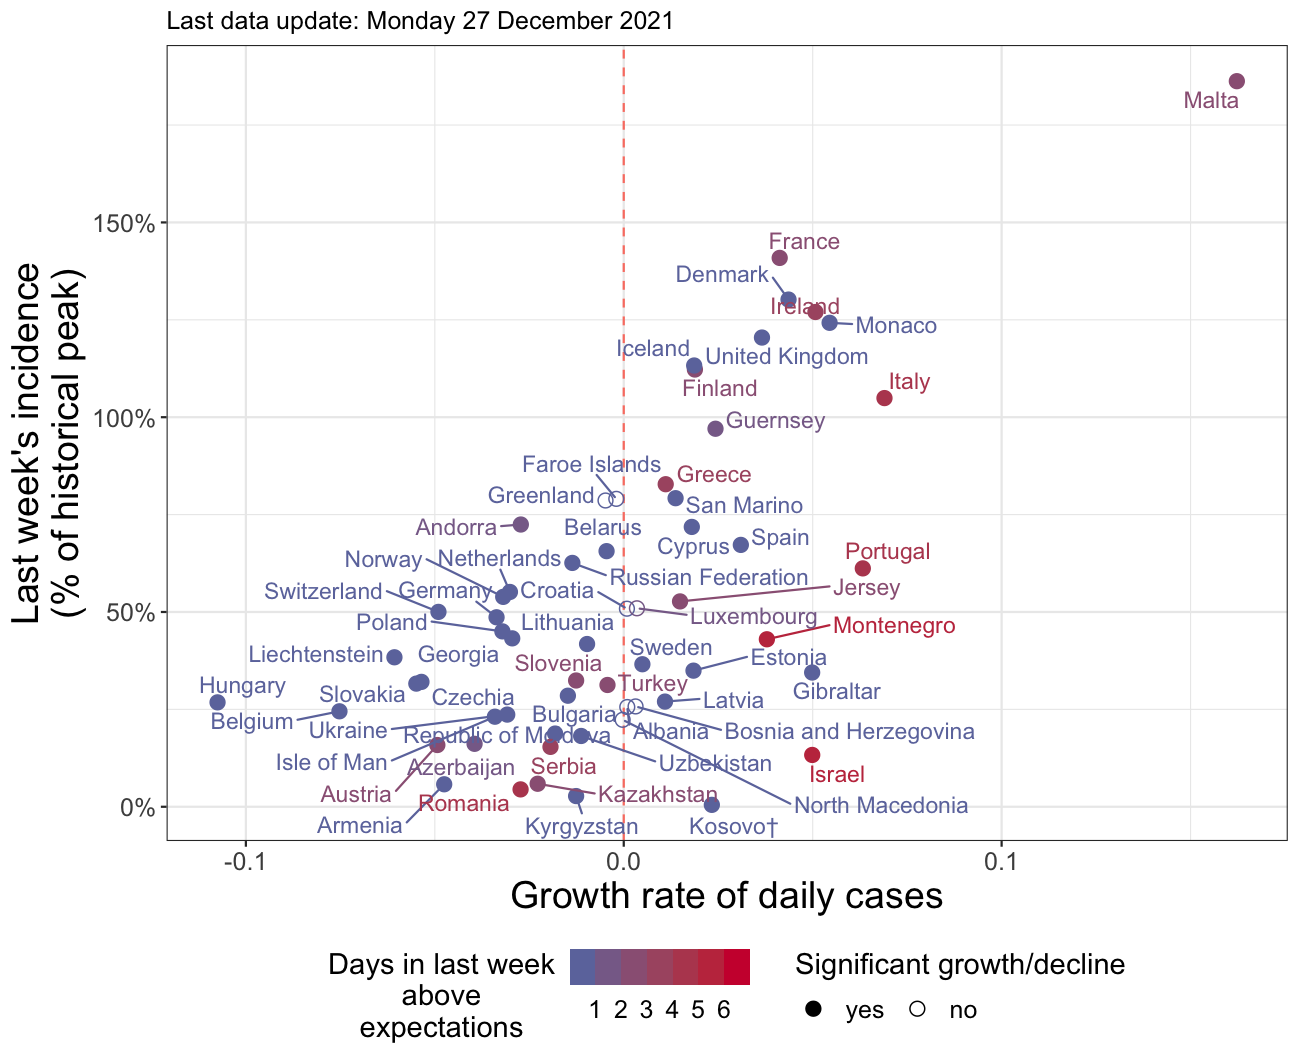 Last data update: Monday 27 December 2021
Last week's incidence
(% of historical peak)
150%
100%
50%
0%
Malta
France
Denmark
Ireland
Monaco
Iceland
United Kingdom
Finland
Italy
Guernsey
Faroe Islands
Greenland
Greece
San Marino
Andorra
Belarus
Cyprus
Spain
Norway
Netherlands
Russian Federation
Portugal
Switzerland
Germany
Croatia
Jersey
Poland
Lithuania
Luxembourg
Montenegro
Liechtenstein
Georgia
Sweden
Estonia
Slovenia
Turkey
Gibraltar
Hungary
Slovakia
Czechia
Latvia
Belgium
Ukraine
Bulgaria
Albania
Bosnia and Herzegovina
Republic of Moldova
Isle of Man
Azerbaijan
Serbia
Uzbekistan
Israel
Austria
Romania
Kazakhstan
North Macedonia
Armenia
Kyrgyzstan
Kosovo†
-0.1
0.0
0.1
Growth rate of daily cases
Days in last week
above
expectations
1 2 3 4 5 6
Significant growth/decline
yes
no